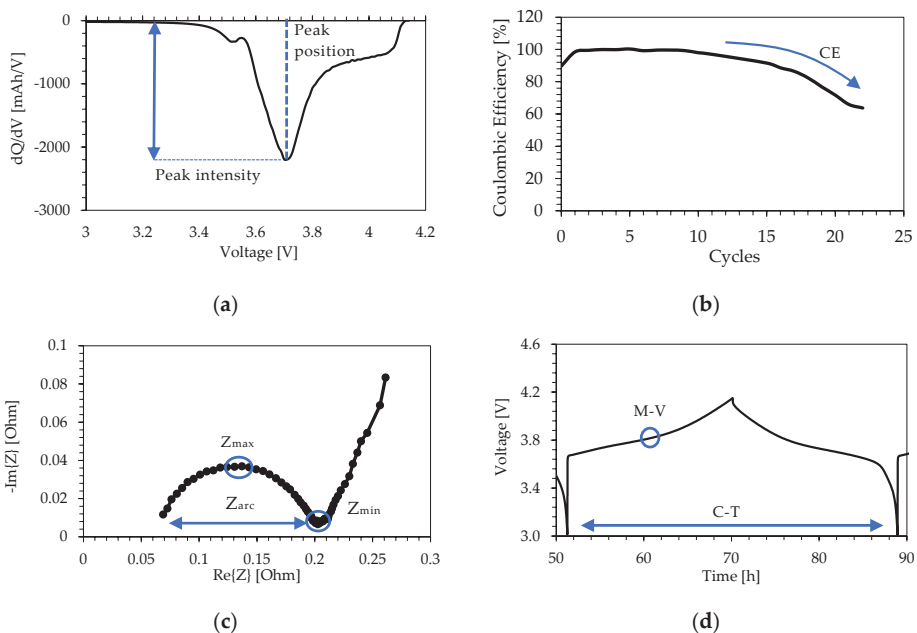 0
-1000
-2000
-3000
dQ/dV [mAh/V]
Peak
position
Peak intensity
3
3.2
3.4
3.6
3.8
4
4.2
Voltage [V]
(a)
120
100
80
60
40
20
0
Coulombic Efficiency [%]
CE
0
5
10
15
20
25
Cycles
(b)
0.1
0.08
0.06
0.04
0.02
0
-Im{Z} [Ohm]
Zmax
Zarc
Zmin
0
0.05
0.1
0.15
0.2
0.25
0.3
Re{Z} [Ohm]
(c)
4.6
4.2
3.8
3.4
3.0
Voltage [V]
M-V
C-T
50
60
70
80
90
Time [h]
(d)